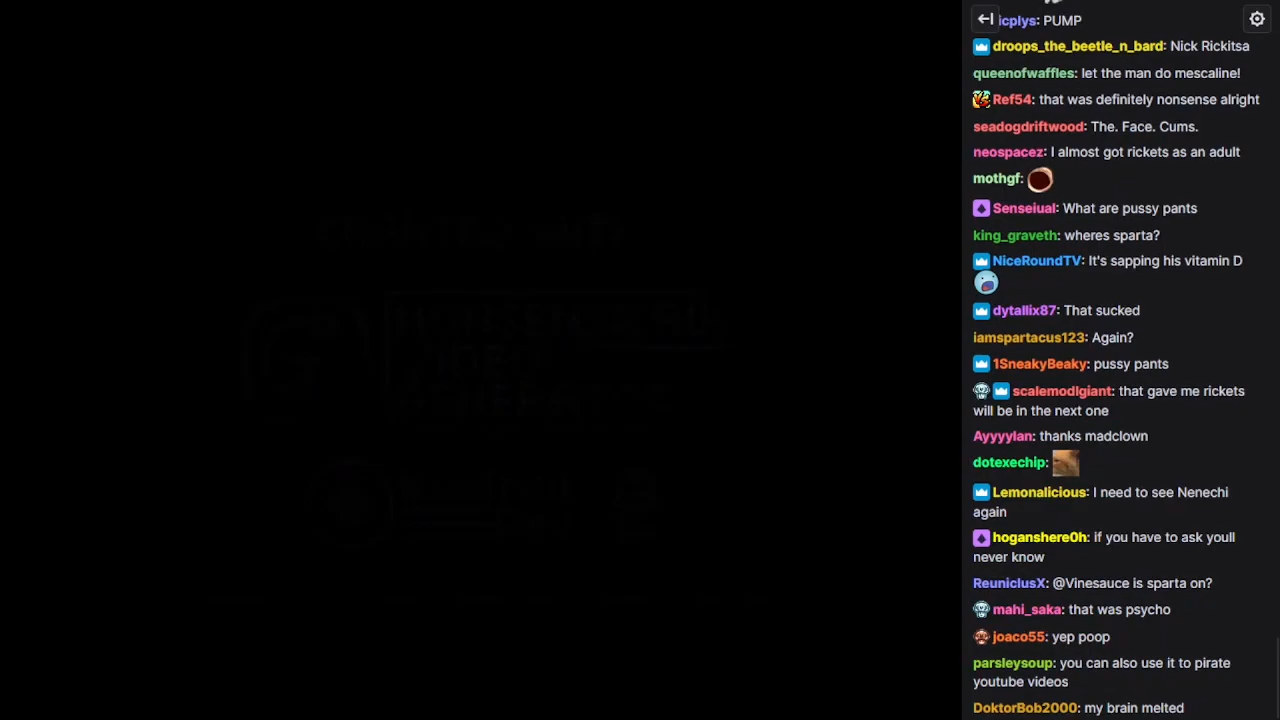 icplys: PUMP
droops_the_beetle_n_bard: Nick Rickitsa
queenofwaffles: let the man do mescaline!
Ref54: that was definitely nonsense alright
seadogdriftwood: The. Face. Cums.
neospacez: I almost got rickets as an adult
mothgf:
Senseiual: What are pussy pants
king_graveth: wheres sparta?
NiceRoundTV: It's sapping his vitamin D
dytallix87: That sucked
iamspartacus123: Again?
1SneakyBeaky: pussy pants
scalemodlgiant: that gave me rickets
will be in the next one
Ayyyylan: thanks madclown
dotexechip:
Lemonalicious: I need to see Nenechi
again
hoganshere0h: if you have to ask youll
never know
ReuniclusX: @Vinesauce is sparta on?
mahi_saka: that was psycho
joaco55: yep poop
parsleysoup: you can also use it to pirate
youtube videos
DoktorBob2000: my brain melted